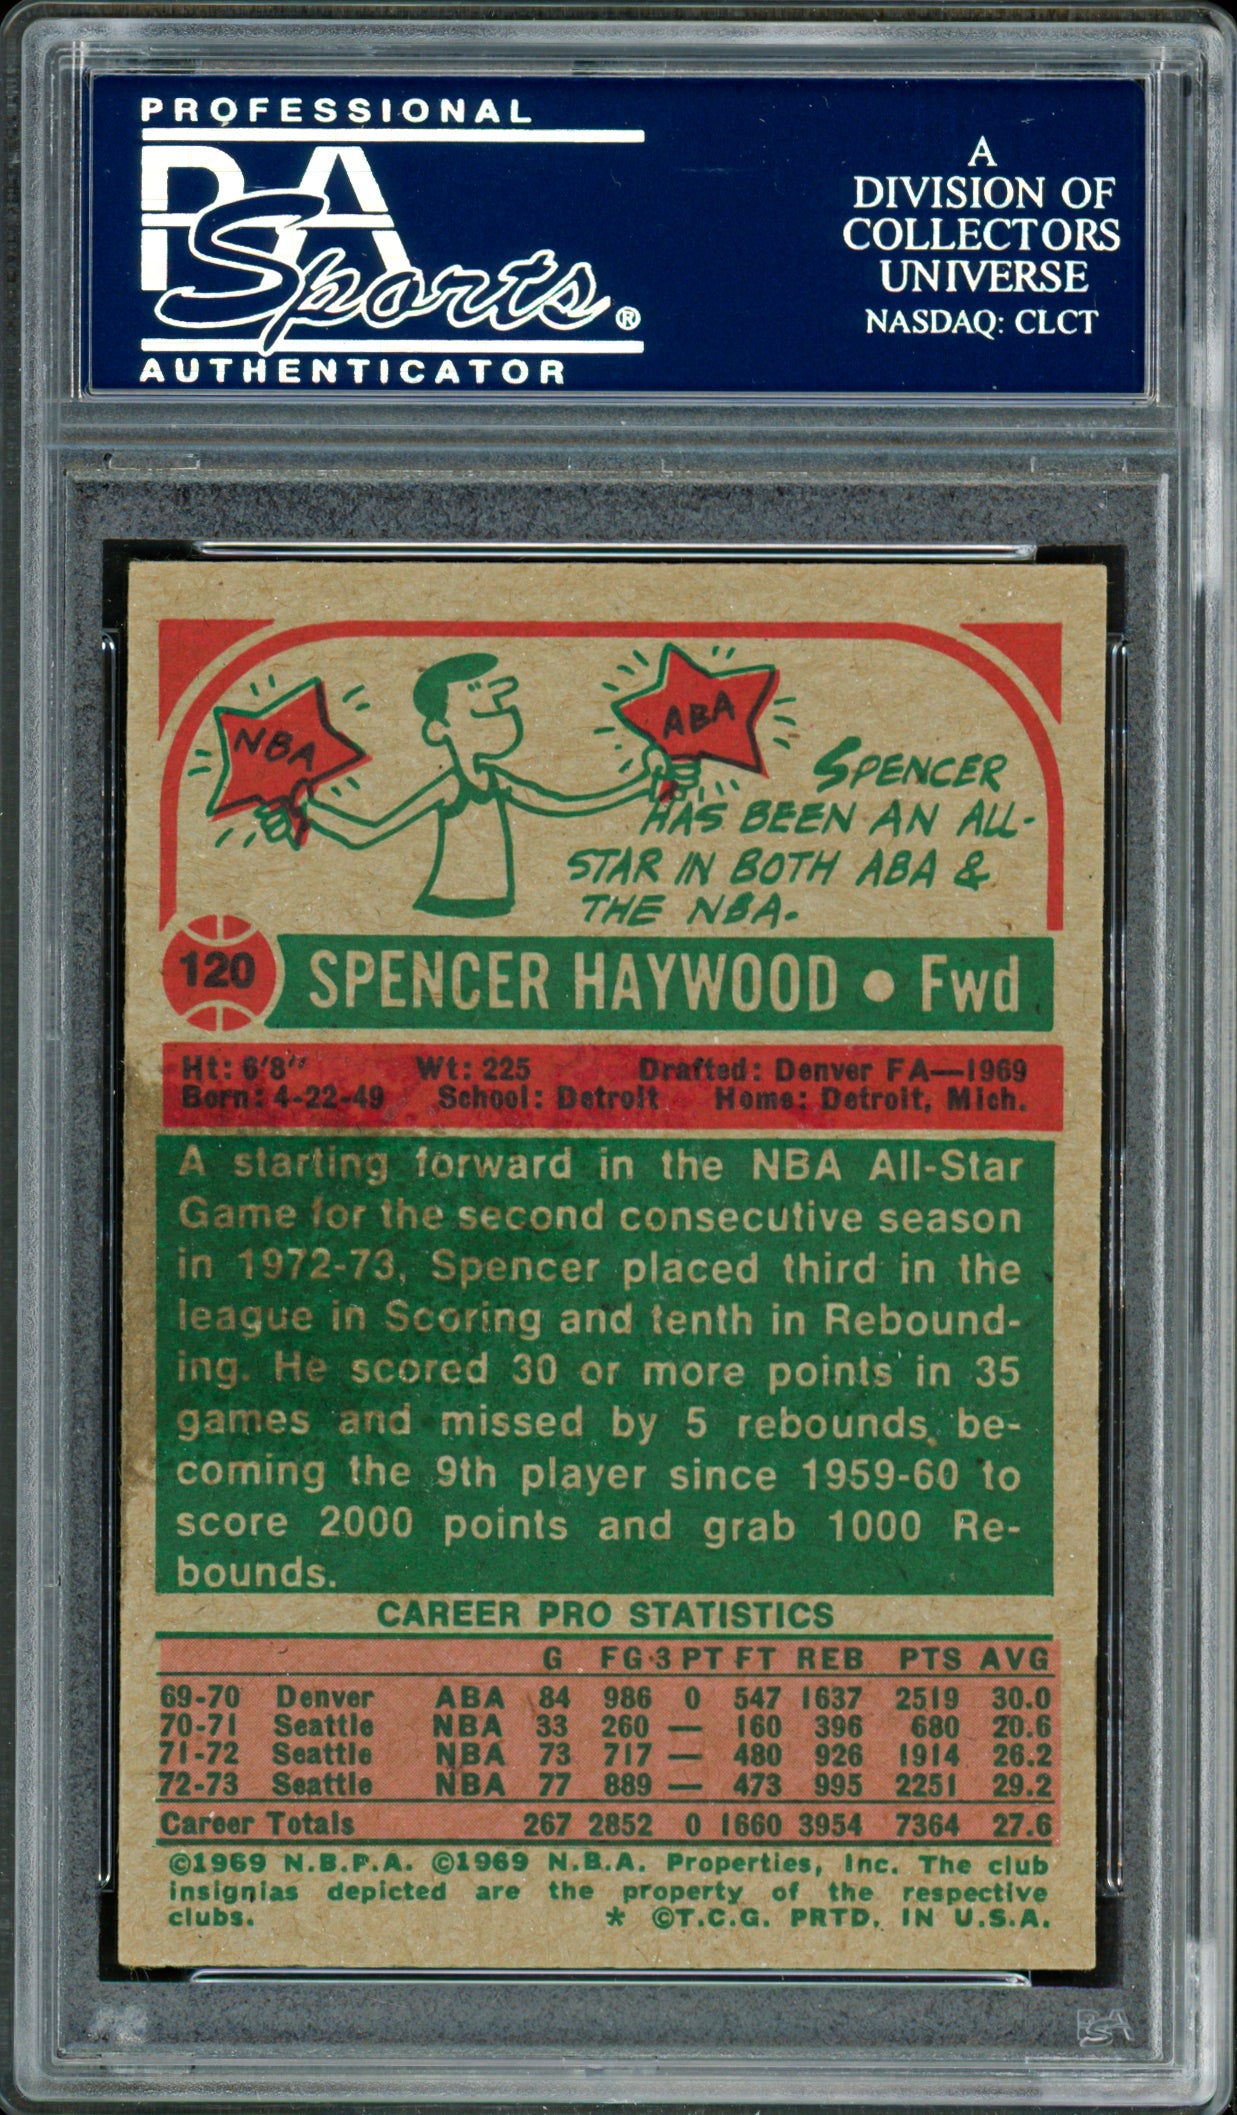 PROFESSIONAL
PSA
Sports®
AUTHENTICATOR
A
DIVISION OF
COLLECTORS
UNIVERSE
NASDAQ: CLCT
NBA
ABA
SPENCER
HAS BEEN AN ALL-
STAR IN BOTH ABA &
THE NBA.
120 SPENCER HAYWOOD • Fwd
Ht: 6'8" Wt: 225 Drafted: Denver FA—1969
Born: 4-22-49 School: Detroit Home: Detroit, Mich.
A starting forward in the NBA All-Star
Game for the second consecutive season
in 1972-73, Spencer placed third in the
league in Scoring and tenth in Rebound-
ing. He scored 30 or more points in 35
games and missed by 5 rebounds, be-
coming the 9th player since 1959-60 to
score 2000 points and grab 1000 Re-
bounds.
CAREER PRO STATISTICS
G FG 3 PT FT REB PTS AVG
69-70 Denver ABA 84 986 0 547 1637 2519 30.0
70-71 Seattle NBA 33 260 — 160 396 680 20.6
71-72 Seattle NBA 73 717 — 480 926 1914 26.2
72-73 Seattle NBA 77 889 — 473 995 2251 29.2
Career Totals 267 2852 0 1660 3954 7364 27.6
©1969 N.B.P.A. ©1969 N.B.A. Properties, Inc. The club
insignias depicted are the property of the respective
clubs. * ©T.C.G. PRTD. IN U.S.A.
PSA